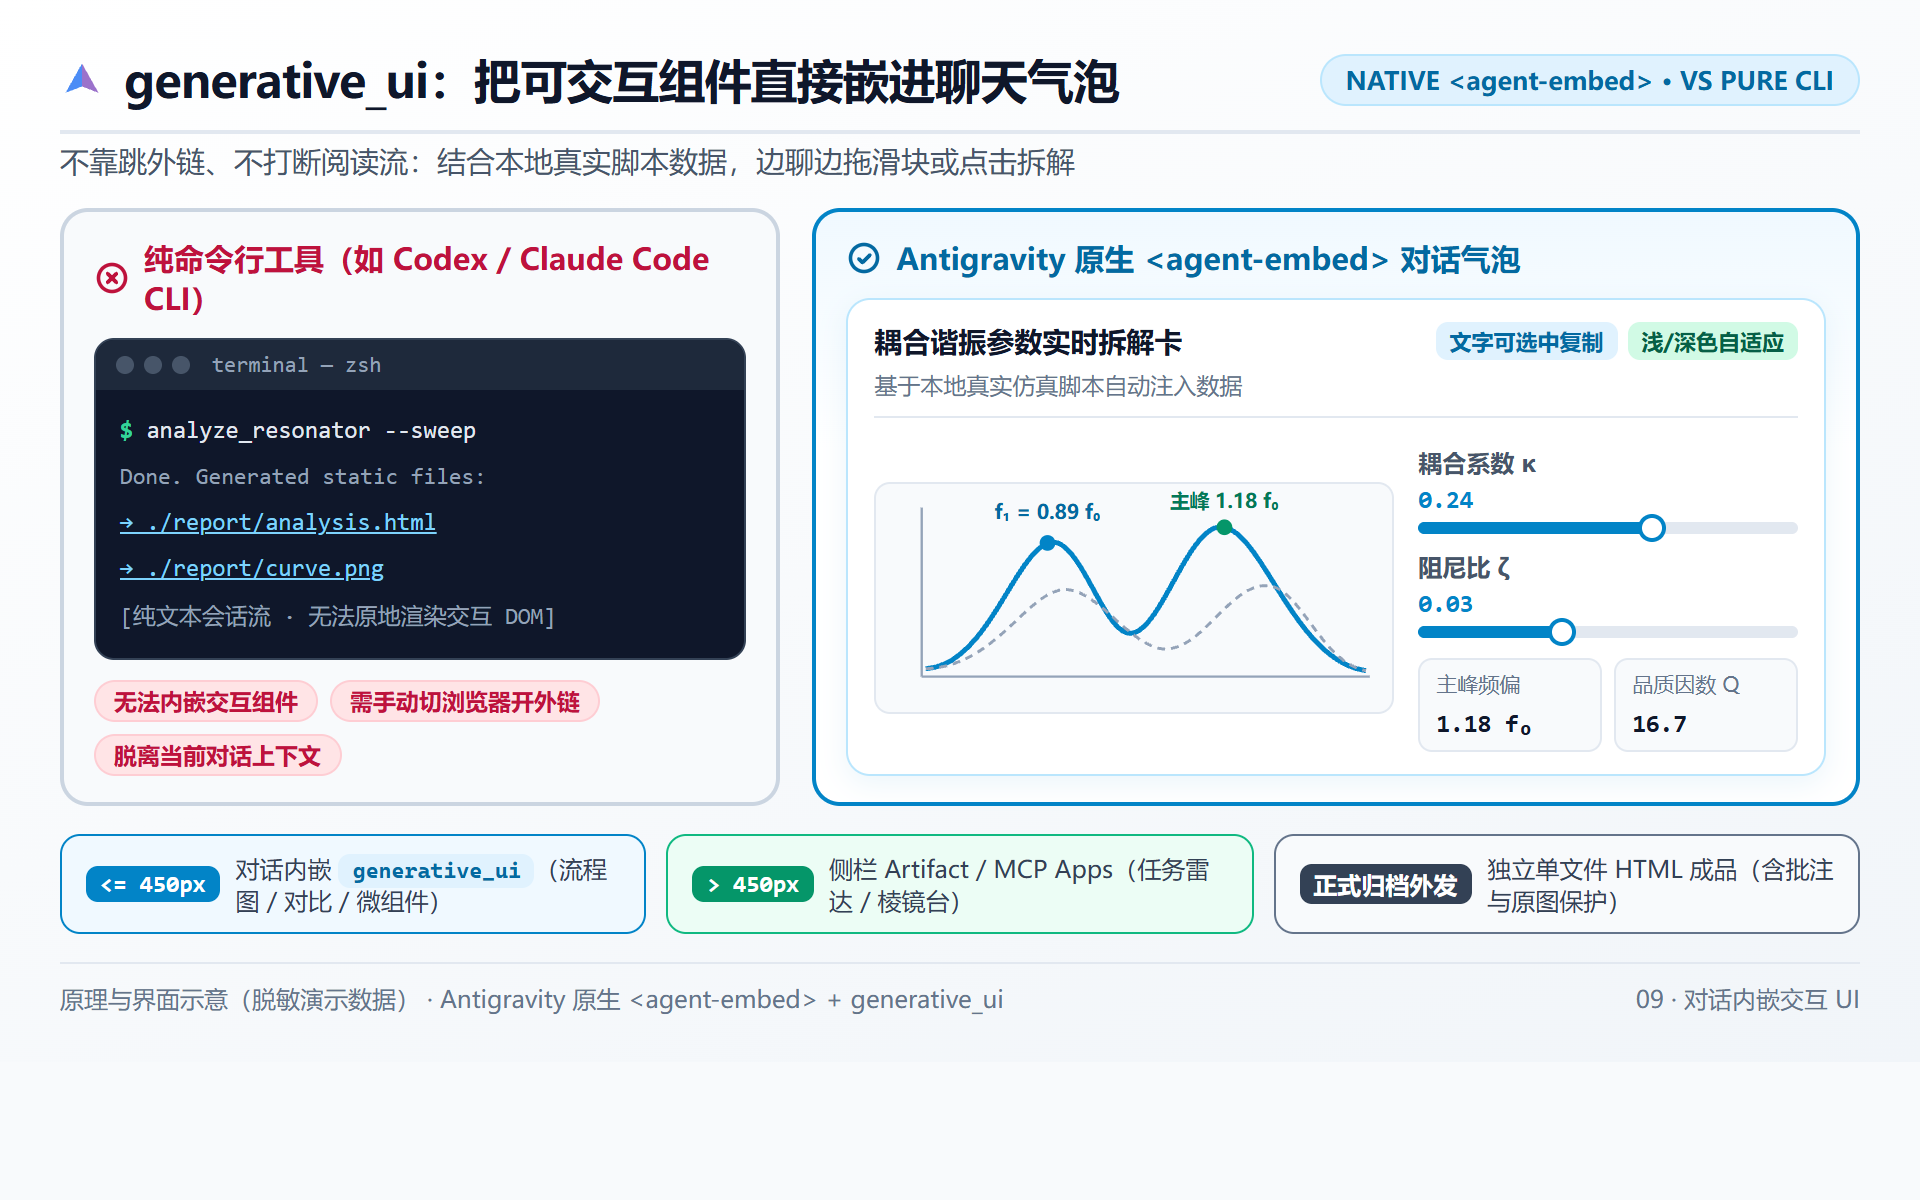 generative_ui：把可交互组件直接嵌进聊天气泡
NATIVE <agent-embed> • VS PURE CLI
不靠跳外链、不打断阅读流：结合本地真实脚本数据，边聊边拖滑块或点击拆解
纯命令行工具（如 Codex / Claude Code
CLI）
terminal — zsh
$ analyze_resonator --sweep
Done. Generated static files:
→ ./report/analysis.html
→ ./report/curve.png
[纯文本会话流 · 无法原地渲染交互 DOM]
无法内嵌交互组件
需手动切浏览器开外链
脱离当前对话上下文
Antigravity 原生 <agent-embed> 对话气泡
耦合谐振参数实时拆解卡
文字可选中复制
浅/深色自适应
基于本地真实仿真脚本自动注入数据
f₁ = 0.89 f₀
主峰 1.18 f₀
耦合系数 κ
0.24
阻尼比 ζ
0.03
主峰频偏
1.18 f₀
品质因数 Q
16.7
<= 450px
对话内嵌 generative_ui（流程
图 / 对比 / 微组件）
> 450px
侧栏 Artifact / MCP Apps（任务雷
达 / 棱镜台）
正式归档外发
独立单文件 HTML 成品（含批注
与原图保护）
原理与界面示意（脱敏演示数据） · Antigravity 原生 <agent-embed> + generative_ui
09 · 对话内嵌交互 UI